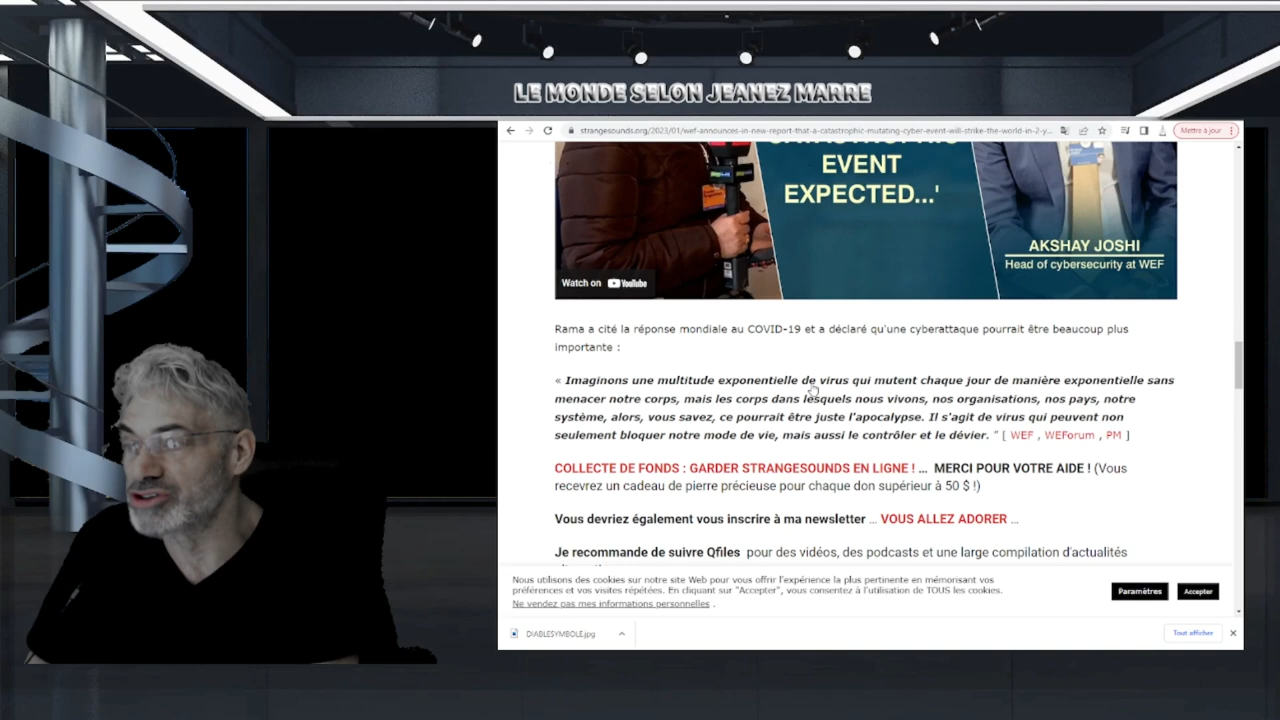 LE MONDE SELON JEANEZ MARRE
strangesounds.org/2023/01/wef-announces-in-new-report-that-a-catastrophic-mutating-cyber-event-will-strike-the-world-in-2-y...
Mettre à jour
EVENT
EXPECTED...'
AKSHAY JOSHI
Head of cybersecurity at WEF
Watch on YouTube
Rama a cité la réponse mondiale au COVID-19 et a déclaré qu'une cyberattaque pourrait être beaucoup plus
importante :
« Imaginons une multitude exponentielle de virus qui mutent chaque jour de manière exponentielle sans
menacer notre corps, mais les corps dans lesquels nous vivons, nos organisations, nos pays, notre
système, alors, vous savez, ce pourrait être juste l'apocalypse. Il s'agit de virus qui peuvent non
seulement bloquer notre mode de vie, mais aussi le contrôler et le dévier. " [ WEF , WEForum , PM ]
COLLECTE DE FONDS : GARDER STRANGESOUNDS EN LIGNE ! ... MERCI POUR VOTRE AIDE ! (Vous
recevrez un cadeau de pierre précieuse pour chaque don supérieur à 50 $ !)
Vous devriez également vous inscrire à ma newsletter ... VOUS ALLEZ ADORER ...
Je recommande de suivre Qfiles pour des vidéos, des podcasts et une large compilation d'actualités
Nous utilisons des cookies sur notre site Web pour vous offrir l'expérience la plus pertinente en mémorisant vos
préférences et vos visites répétées. En cliquant sur "Accepter", vous consentez à l'utilisation de TOUS les cookies.
Ne vendez pas mes informations personnelles .
Paramètres
Accepter
DIABLESYMBOLE.jpg
Tout afficher